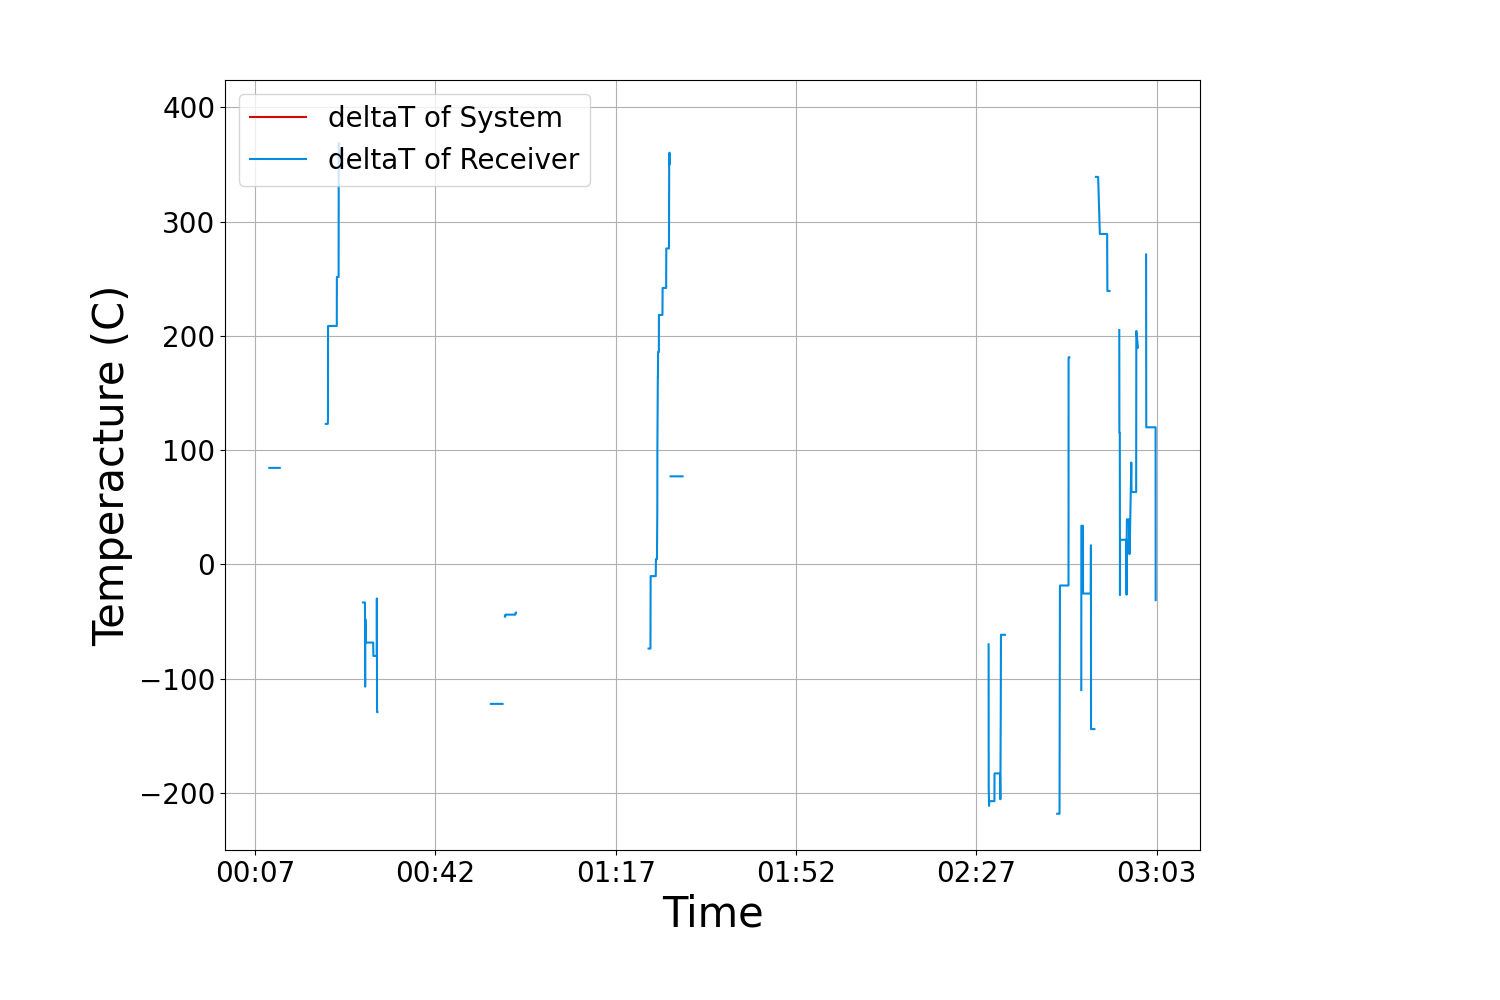 deltaT of System
deltaT of Receiver
400
300
200
100
0
−100
−200
Temperacture (C)
00:07 00:42 01:17 01:52 02:27 03:03
Time